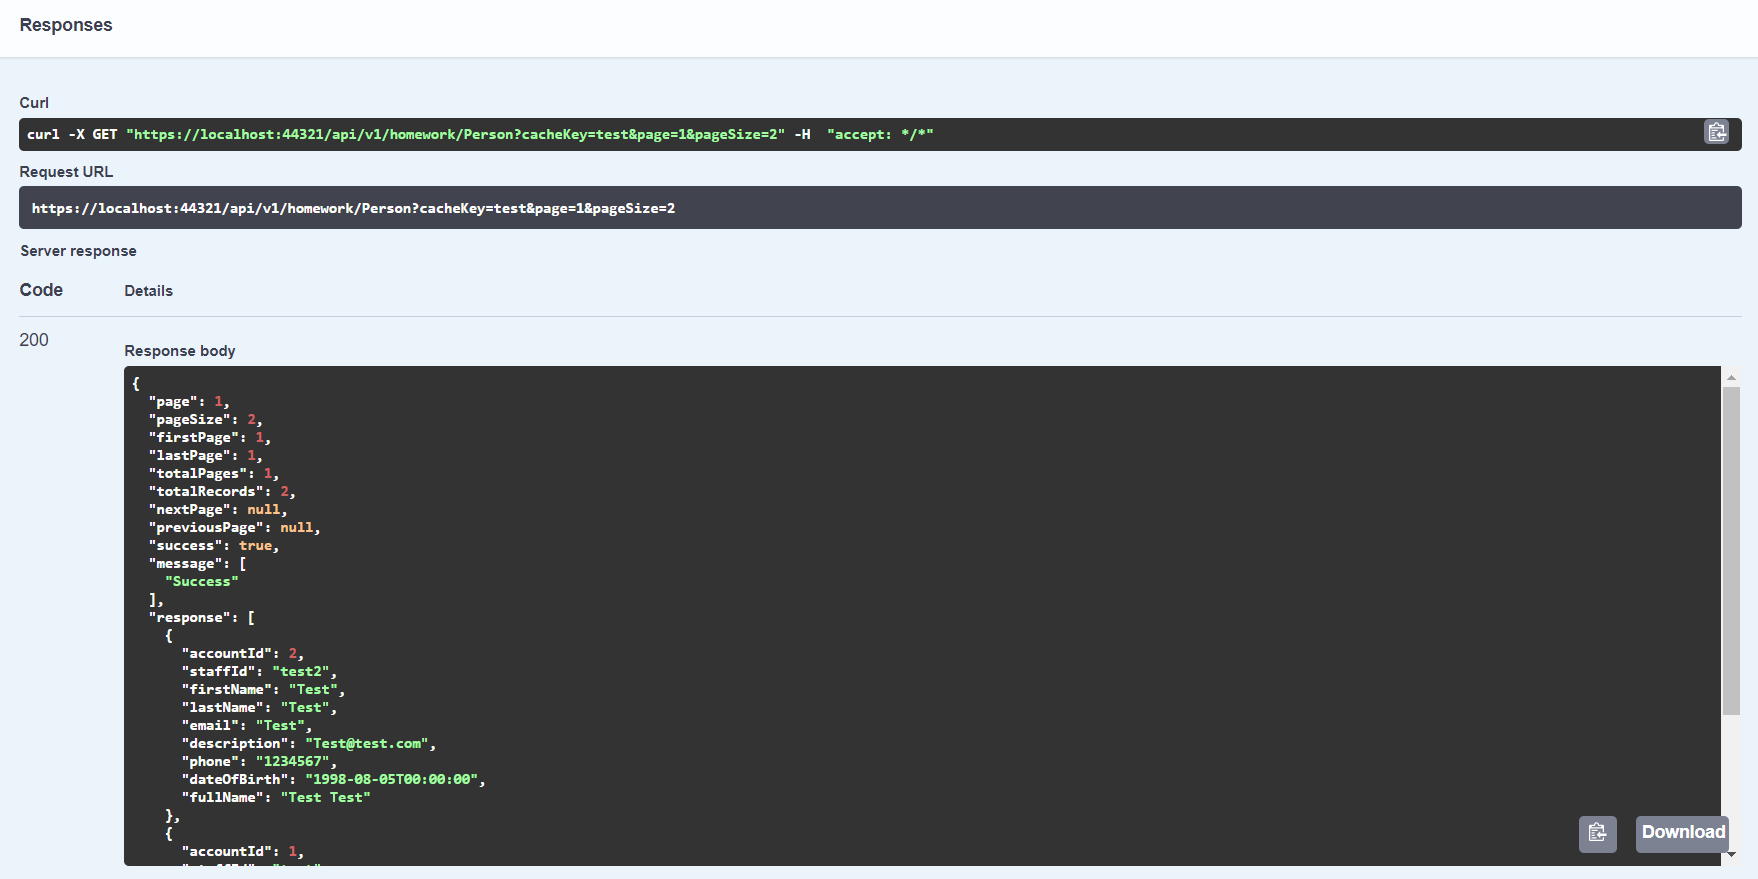 Responses
Curl
curl -X GET "https://localhost:44321/api/v1/homework/Person?cacheKey=test&page=1&pageSize=2" -H  "accept: */*"
Request URL
https://localhost:44321/api/v1/homework/Person?cacheKey=test&page=1&pageSize=2
Server response
Code Details
200
Response body
{
  "page": 1,
  "pageSize": 2,
  "firstPage": 1,
  "lastPage": 1,
  "totalPages": 1,
  "totalRecords": 2,
  "nextPage": null,
  "previousPage": null,
  "success": true,
  "message": [
    "Success"
  ],
  "response": [
    {
      "accountId": 2,
      "staffId": "test2",
      "firstName": "Test",
      "lastName": "Test",
      "email": "Test",
      "description": "Test@test.com",
      "phone": "1234567",
      "dateOfBirth": "1998-08-05T00:00:00",
      "fullName": "Test Test"
    },
    {
      "accountId": 1,
Download